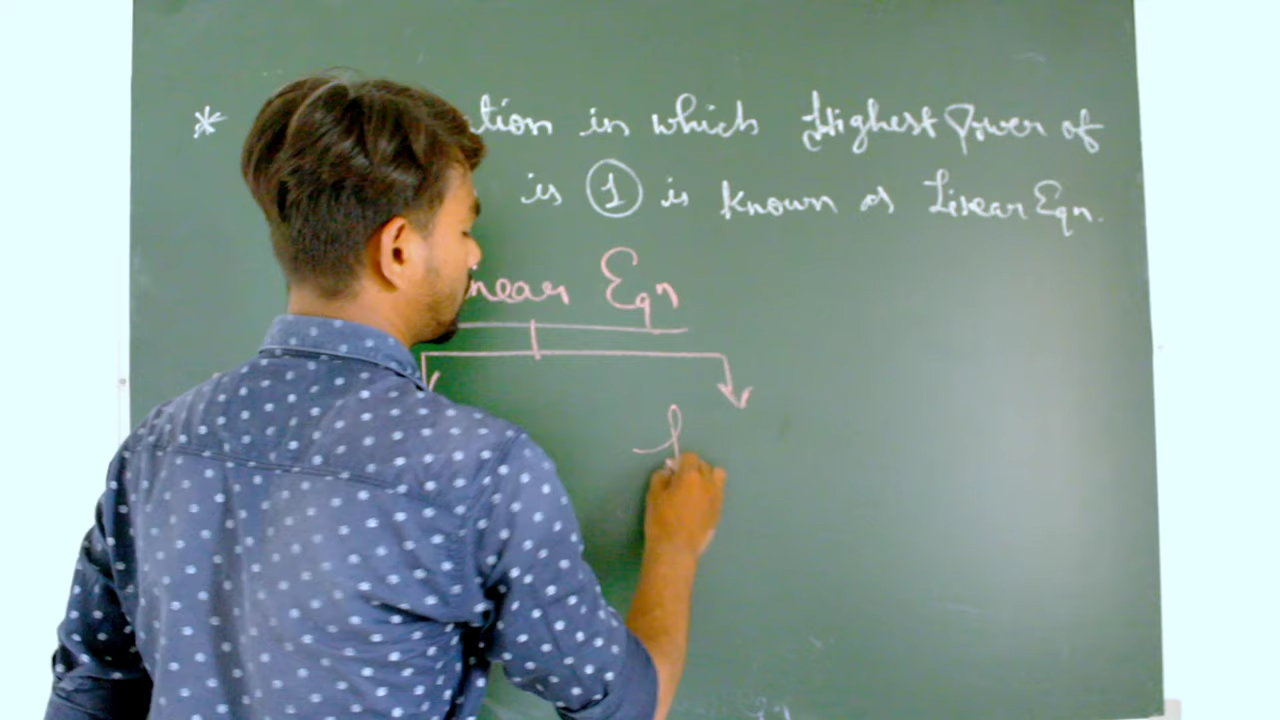 * tion in which Highest Power of
is 1 is known as Linear Eqn.
near Eqn